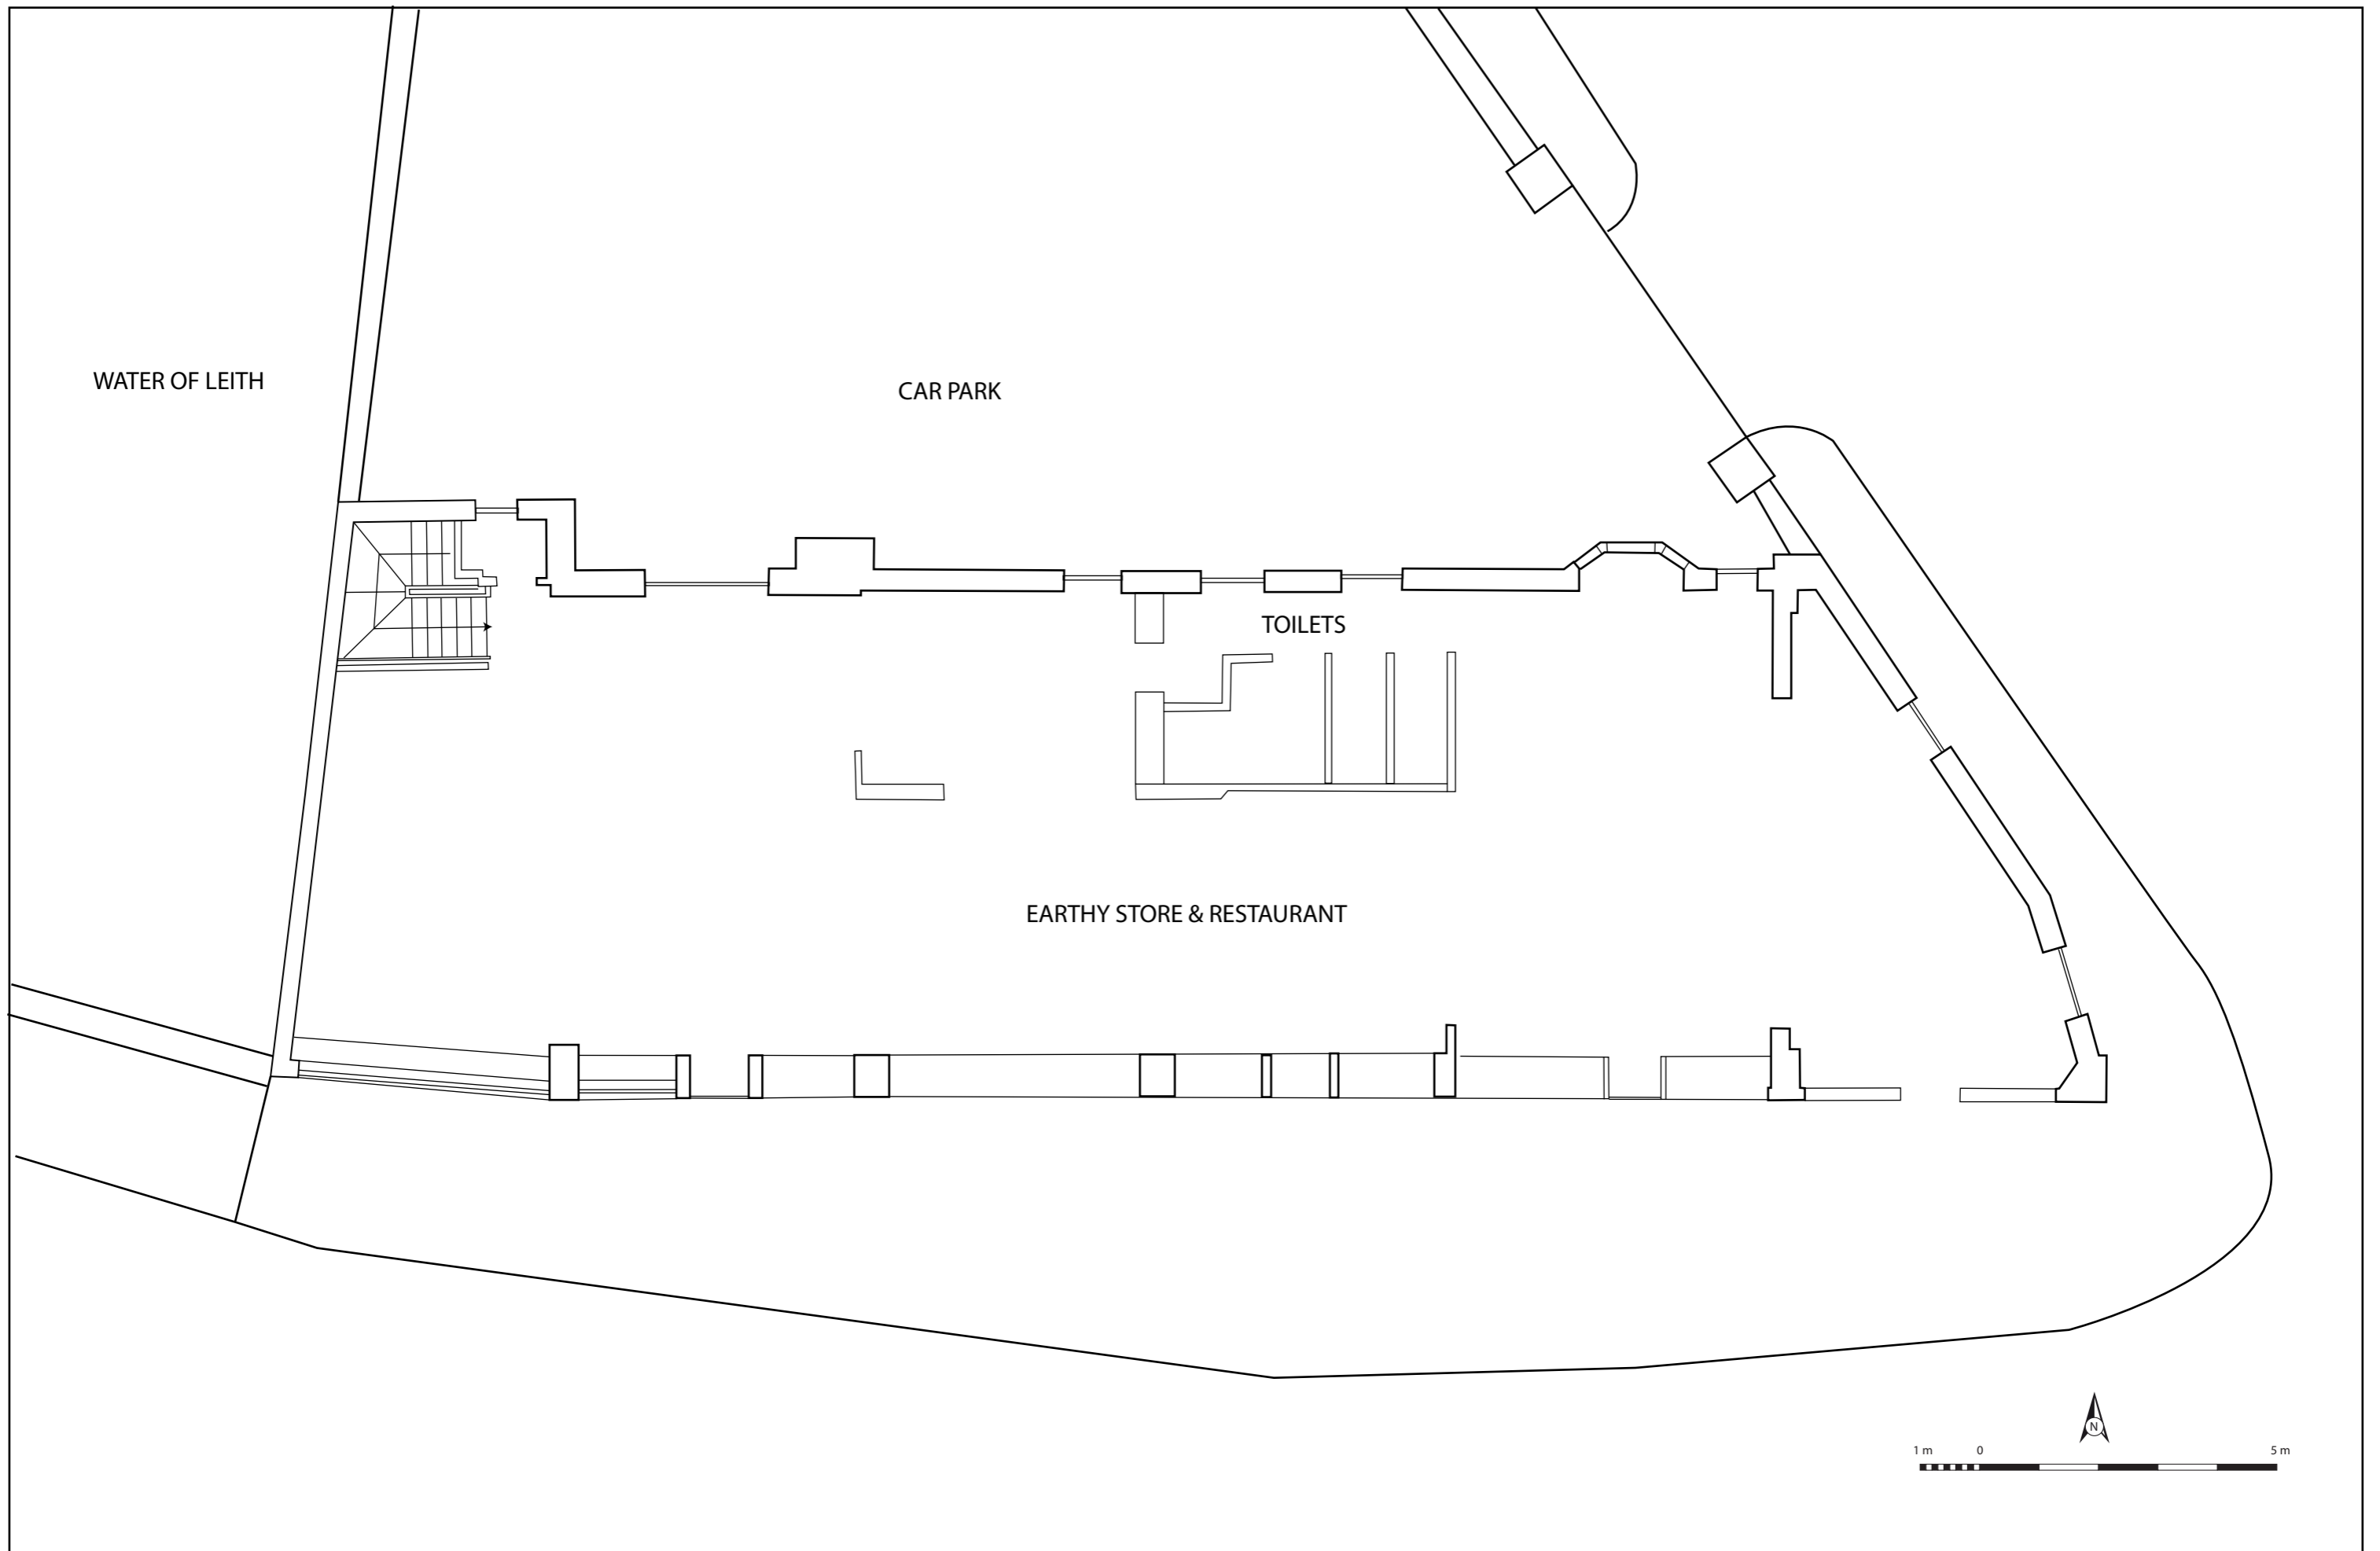 WATER OF LEITH
CAR PARK
TOILETS
EARTHY STORE & RESTAURANT
N
1 m 0 5 m